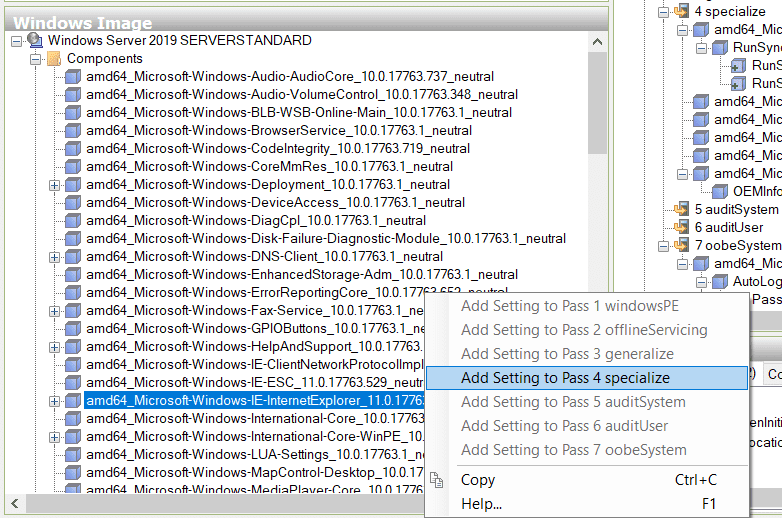 Windows Image
Windows Server 2019 SERVERSTANDARD
Components
amd64_Microsoft-Windows-Audio-AudioCore_10.0.17763.737_neutral
amd64_Microsoft-Windows-Audio-VolumeControl_10.0.17763.348_neutral
amd64_Microsoft-Windows-BLB-WSB-Online-Main_10.0.17763.1_neutral
amd64_Microsoft-Windows-BrowserService_10.0.17763.1_neutral
amd64_Microsoft-Windows-CodeIntegrity_10.0.17763.719_neutral
amd64_Microsoft-Windows-CoreMmRes_10.0.17763.1_neutral
amd64_Microsoft-Windows-Deployment_10.0.17763.1_neutral
amd64_Microsoft-Windows-DeviceAccess_10.0.17763.1_neutral
amd64_Microsoft-Windows-DiagCpl_10.0.17763.1_neutral
amd64_Microsoft-Windows-Disk-Failure-Diagnostic-Module_10.0.17763.1_neutral
amd64_Microsoft-Windows-DNS-Client_10.0.17763.1_neutral
amd64_Microsoft-Windows-EnhancedStorage-Adm_10.0.17763.1_neutral
amd64_Microsoft-Windows-ErrorReportingCore_10.0.17763.652_neutral
amd64_Microsoft-Windows-Fax-Service_10.0.17763.1
amd64_Microsoft-Windows-GPIOButtons_10.0.17763.1
amd64_Microsoft-Windows-HelpAndSupport_10.0.17763
amd64_Microsoft-Windows-IE-ClientNetworkProtocolImpl
amd64_Microsoft-Windows-IE-ESC_11.0.17763.529_neutr
amd64_Microsoft-Windows-IE-InternetExplorer_11.0.1776
amd64_Microsoft-Windows-International-Core_10.0.1776
amd64_Microsoft-Windows-International-Core-WinPE_10.0
amd64_Microsoft-Windows-LUA-Settings_10.0.17763.1_n
amd64_Microsoft-Windows-MapControl-Desktop_10.0.17
amd64_Microsoft-Windows-MediaPlayer-Core_10.0.1776
Add Setting to Pass 1 windowsPE
Add Setting to Pass 2 offlineServicing
Add Setting to Pass 3 generalize
Add Setting to Pass 4 specialize
Add Setting to Pass 5 auditSystem
Add Setting to Pass 6 auditUser
Add Setting to Pass 7 oobeSystem
Copy Ctrl+C
Help... F1
4 specialize
amd64_Mic
RunSync
RunS
RunS
amd64_Mic
amd64_Mic
amd64_Mic
amd64_Mic
amd64_Mic
OEMInfo
5 auditSystem
6 auditUser
7 oobeSystem
amd64_Mic
AutoLog
Pass
Co
enIniti
ocatio